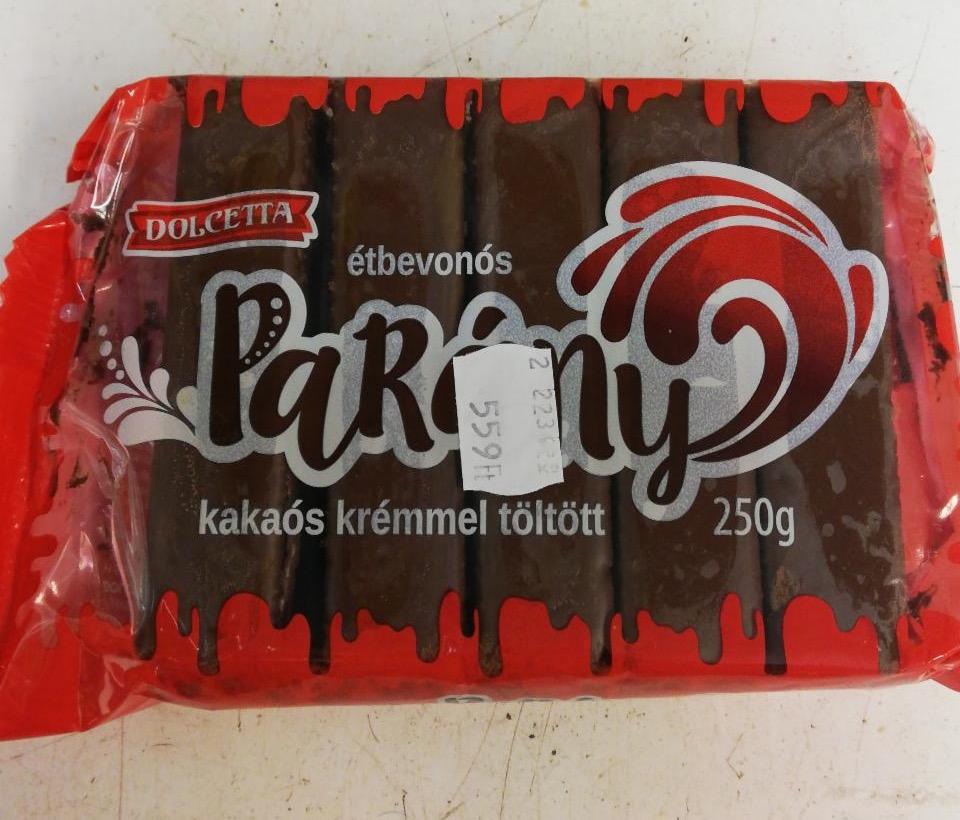 DOLCETTA
étbevonós
Parány
kakaós krémmel töltött
250g
559Ft